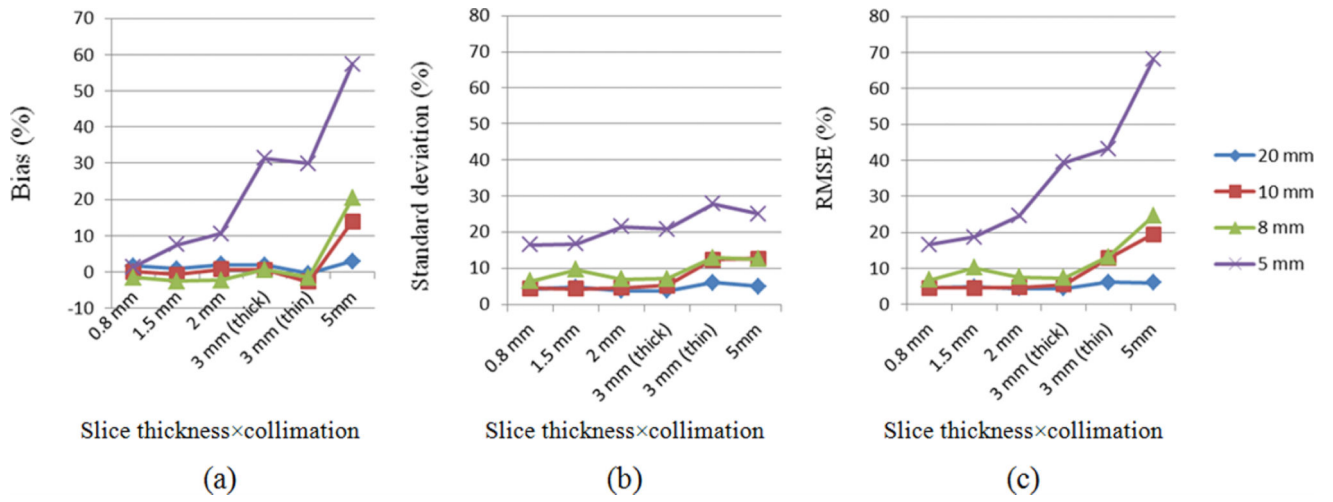 Bias (%)
70
60
50
40
30
20
10
0
-10
0.8 mm
1.5 mm
2 mm
3 mm (thick)
3 mm (thin)
5mm
Slice thickness×collimation
(a)
Standard deviation (%)
80
70
60
50
40
30
20
10
0
0.8 mm
1.5 mm
2 mm
3 mm (thick)
3 mm (thin)
5mm
Slice thickness×collimation
(b)
RMSE (%)
80
70
60
50
40
30
20
10
0
0.8 mm
1.5 mm
2 mm
3 mm (thick)
3 mm (thin)
5mm
Slice thickness×collimation
(c)
20 mm
10 mm
8 mm
5 mm